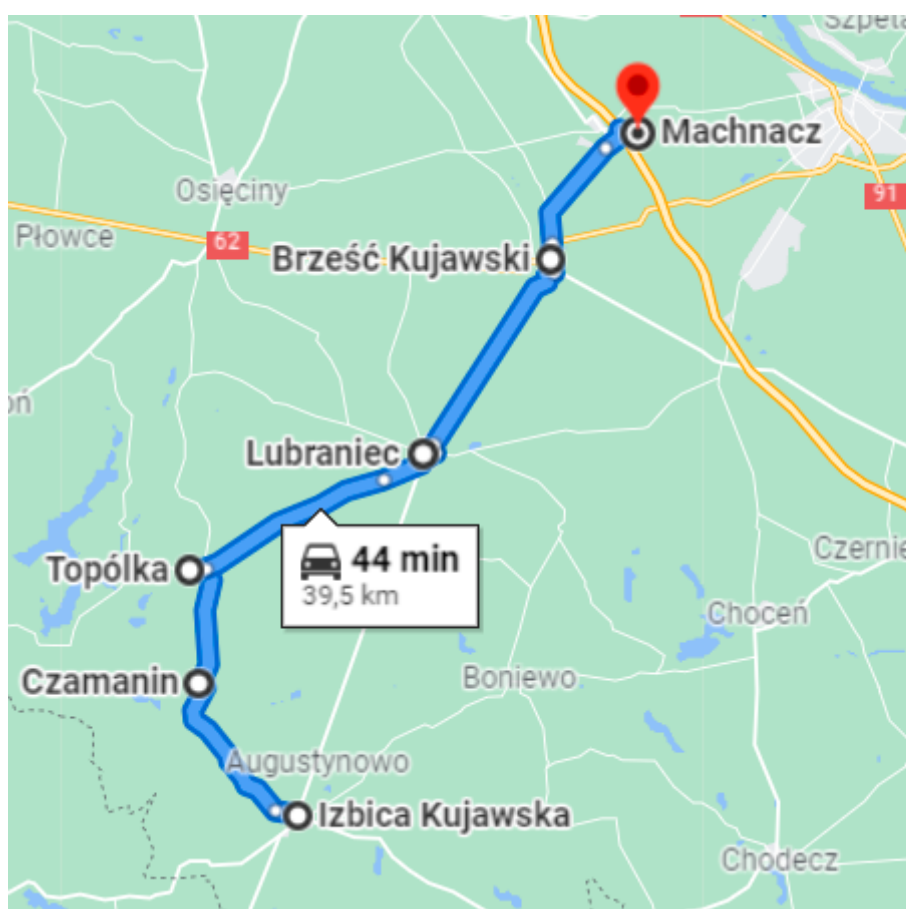 Szpeta
Machnacz
Osięciny
91
Płowce
62
Brześć Kujawski
oń
Lubraniec
44 min
39,5 km
Topólka
Czernie
Choceń
Czamanin
Boniewo
Augustynowo
Izbica Kujawska
Chodecz